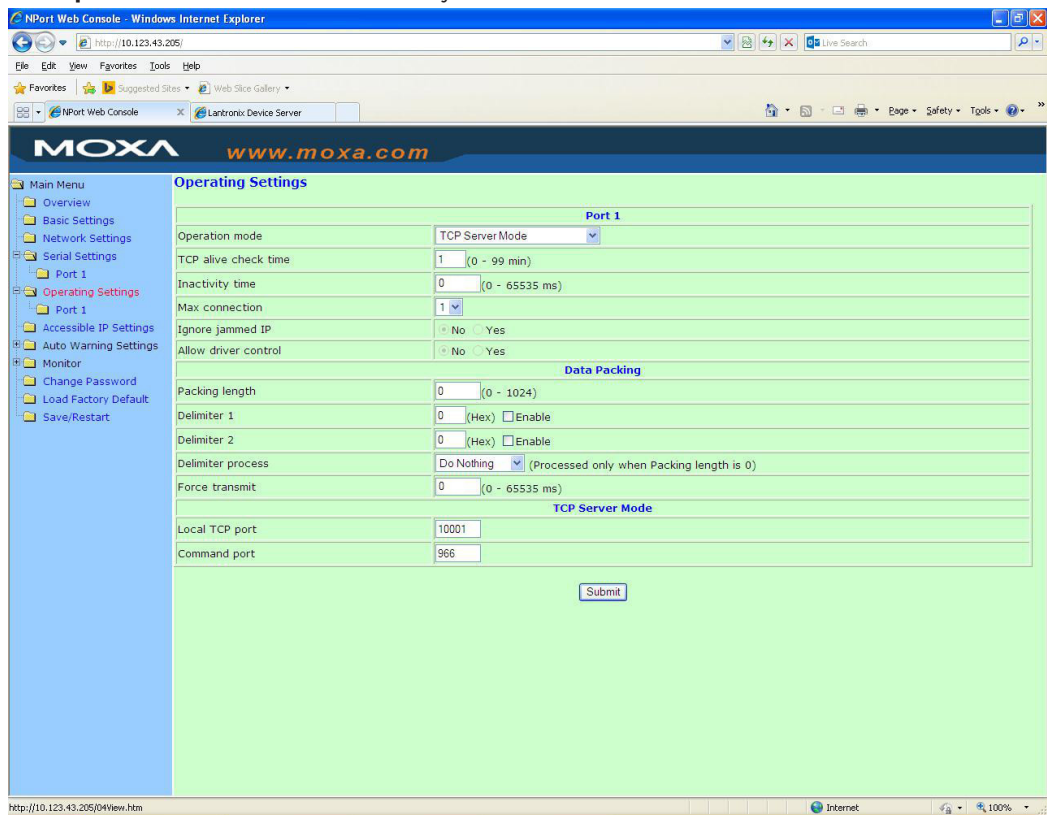 NPort Web Console - Windows Internet Explorer
http://10.123.43.205/
Live Search
File Edit View Favorites Tools Help
Favorites Suggested Sites Web Slice Gallery
NPort Web Console X Lantronix Device Server
Page Safety Tools »
MOXA www.moxa.com
Main Menu
Overview
Basic Settings
Network Settings
Serial Settings
Port 1
Operating Settings
Port 1
Accessible IP Settings
Auto Warning Settings
Monitor
Change Password
Load Factory Default
Save/Restart
Operating Settings
Port 1
Operation mode TCP Server Mode
TCP alive check time 1 (0 - 99 min)
Inactivity time 0 (0 - 65535 ms)
Max connection 1
Ignore jammed IP No Yes
Allow driver control No Yes
Data Packing
Packing length 0 (0 - 1024)
Delimiter 1 0 (Hex) Enable
Delimiter 2 0 (Hex) Enable
Delimiter process Do Nothing (Processed only when Packing length is 0)
Force transmit 0 (0 - 65535 ms)
TCP Server Mode
Local TCP port 10001
Command port 966
Submit
http://10.123.43.205/04View.htm Internet 100%